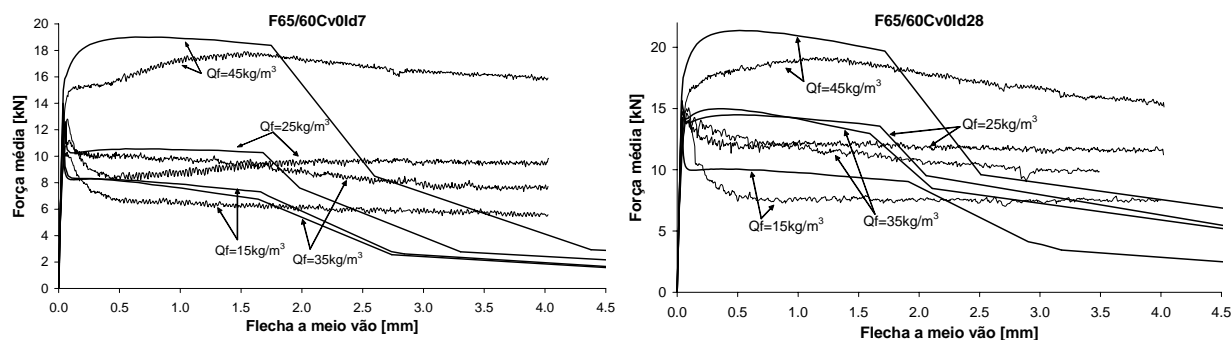 F65/60Cv0Id7
Força média [kN]
20
18
16
14
12
10
8
6
4
2
0
Qf=45kg/m³
Qf=25kg/m³
Qf=15kg/m³
Qf=35kg/m³
0.0 0.5 1.0 1.5 2.0 2.5 3.0 3.5 4.0 4.5
Flecha a meio vão [mm]
F65/60Cv0Id28
Força média [kN]
20
15
10
5
0
Qf=45kg/m³
Qf=25kg/m³
Qf=15kg/m³
Qf=35kg/m³
0.0 0.5 1.0 1.5 2.0 2.5 3.0 3.5 4.0 4.5
Flecha a meio vão [mm]